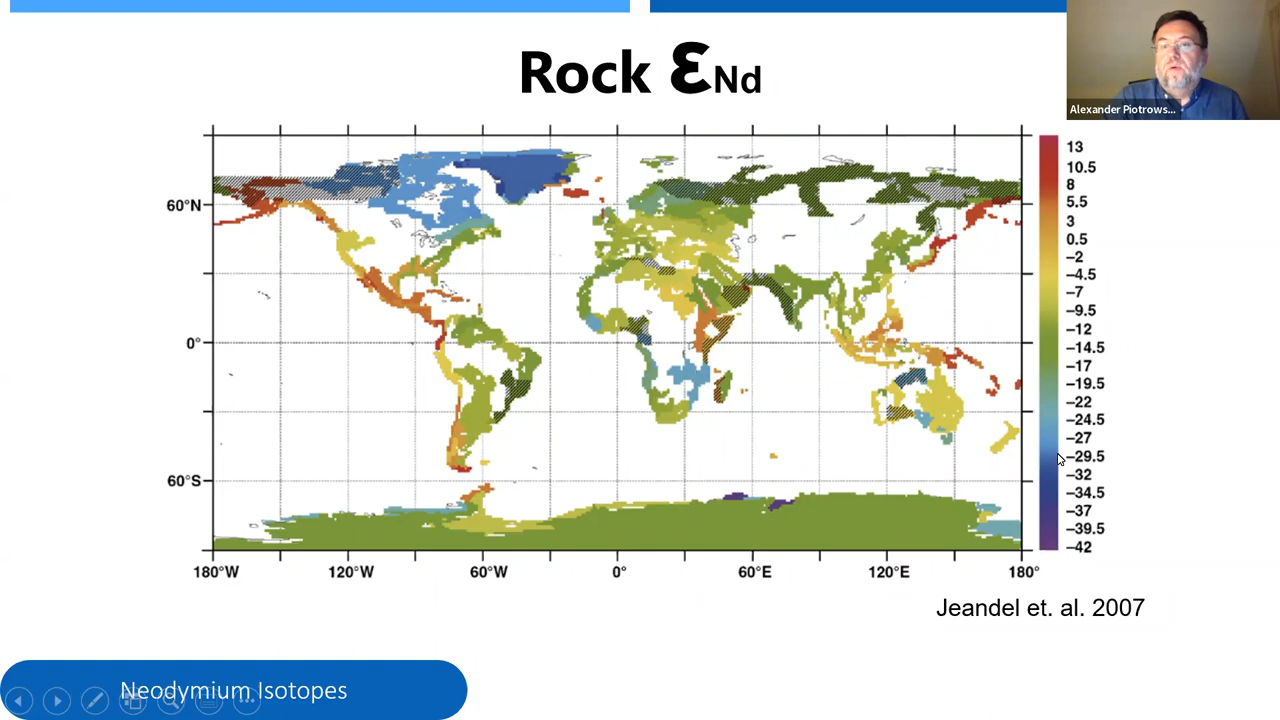 Rock εNd
Alexander Piotrows...
13
10.5
8
5.5
3
0.5
–2
–4.5
–7
–9.5
–12
–14.5
–17
–19.5
–22
–24.5
–27
–29.5
–32
–34.5
–37
–39.5
–42
60°N
0°
60°S
180°W
120°W
60°W
0°
60°E
120°E
180°
Jeandel et. al. 2007
Neodymium Isotopes